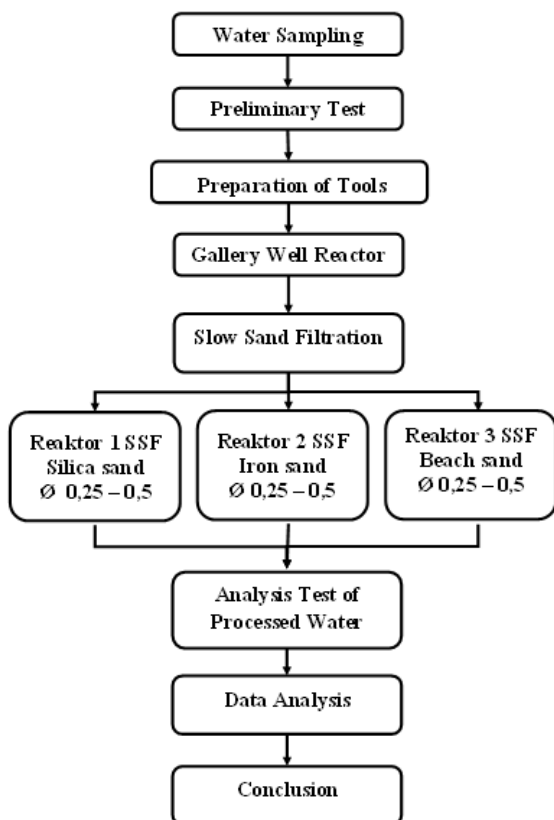 Water Sampling
Preliminary Test
Preparation of Tools
Gallery Well Reactor
Slow Sand Filtration
Reaktor 1 SSF
Silica sand
Ø 0,25 – 0,5
Reaktor 2 SSF
Iron sand
Ø 0,25 – 0,5
Reaktor 3 SSF
Beach sand
Ø 0,25 – 0,5
Analysis Test of
Processed Water
Data Analysis
Conclusion